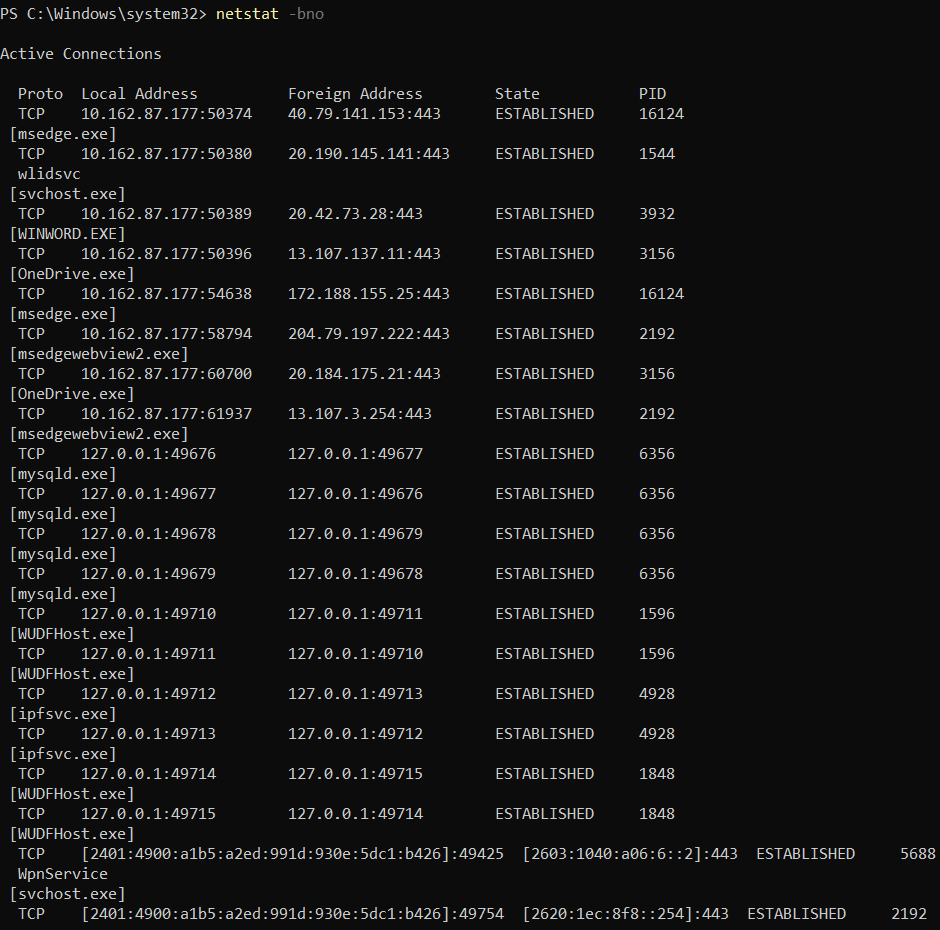 PS C:\Windows\system32> netstat -bno
Active Connections
Proto Local Address Foreign Address State PID
TCP 10.162.87.177:50374 40.79.141.153:443 ESTABLISHED 16124
[msedge.exe]
TCP 10.162.87.177:50380 20.190.145.141:443 ESTABLISHED 1544
wlidsvc
[svchost.exe]
TCP 10.162.87.177:50389 20.42.73.28:443 ESTABLISHED 3932
[WINWORD.EXE]
TCP 10.162.87.177:50396 13.107.137.11:443 ESTABLISHED 3156
[OneDrive.exe]
TCP 10.162.87.177:54638 172.188.155.25:443 ESTABLISHED 16124
[msedge.exe]
TCP 10.162.87.177:58794 204.79.197.222:443 ESTABLISHED 2192
[msedgewebview2.exe]
TCP 10.162.87.177:60700 20.184.175.21:443 ESTABLISHED 3156
[OneDrive.exe]
TCP 10.162.87.177:61937 13.107.3.254:443 ESTABLISHED 2192
[msedgewebview2.exe]
TCP 127.0.0.1:49676 127.0.0.1:49677 ESTABLISHED 6356
[mysqld.exe]
TCP 127.0.0.1:49677 127.0.0.1:49676 ESTABLISHED 6356
[mysqld.exe]
TCP 127.0.0.1:49678 127.0.0.1:49679 ESTABLISHED 6356
[mysqld.exe]
TCP 127.0.0.1:49679 127.0.0.1:49678 ESTABLISHED 6356
[mysqld.exe]
TCP 127.0.0.1:49710 127.0.0.1:49711 ESTABLISHED 1596
[WUDFHost.exe]
TCP 127.0.0.1:49711 127.0.0.1:49710 ESTABLISHED 1596
[WUDFHost.exe]
TCP 127.0.0.1:49712 127.0.0.1:49713 ESTABLISHED 4928
[ipfsvc.exe]
TCP 127.0.0.1:49713 127.0.0.1:49712 ESTABLISHED 4928
[ipfsvc.exe]
TCP 127.0.0.1:49714 127.0.0.1:49715 ESTABLISHED 1848
[WUDFHost.exe]
TCP 127.0.0.1:49715 127.0.0.1:49714 ESTABLISHED 1848
[WUDFHost.exe]
TCP [2401:4900:a1b5:a2ed:991d:930e:5dc1:b426]:49425 [2603:1040:a06:6::2]:443 ESTABLISHED 5688
WpnService
[svchost.exe]
TCP [2401:4900:a1b5:a2ed:991d:930e:5dc1:b426]:49754 [2620:1ec:8f8::254]:443 ESTABLISHED 2192